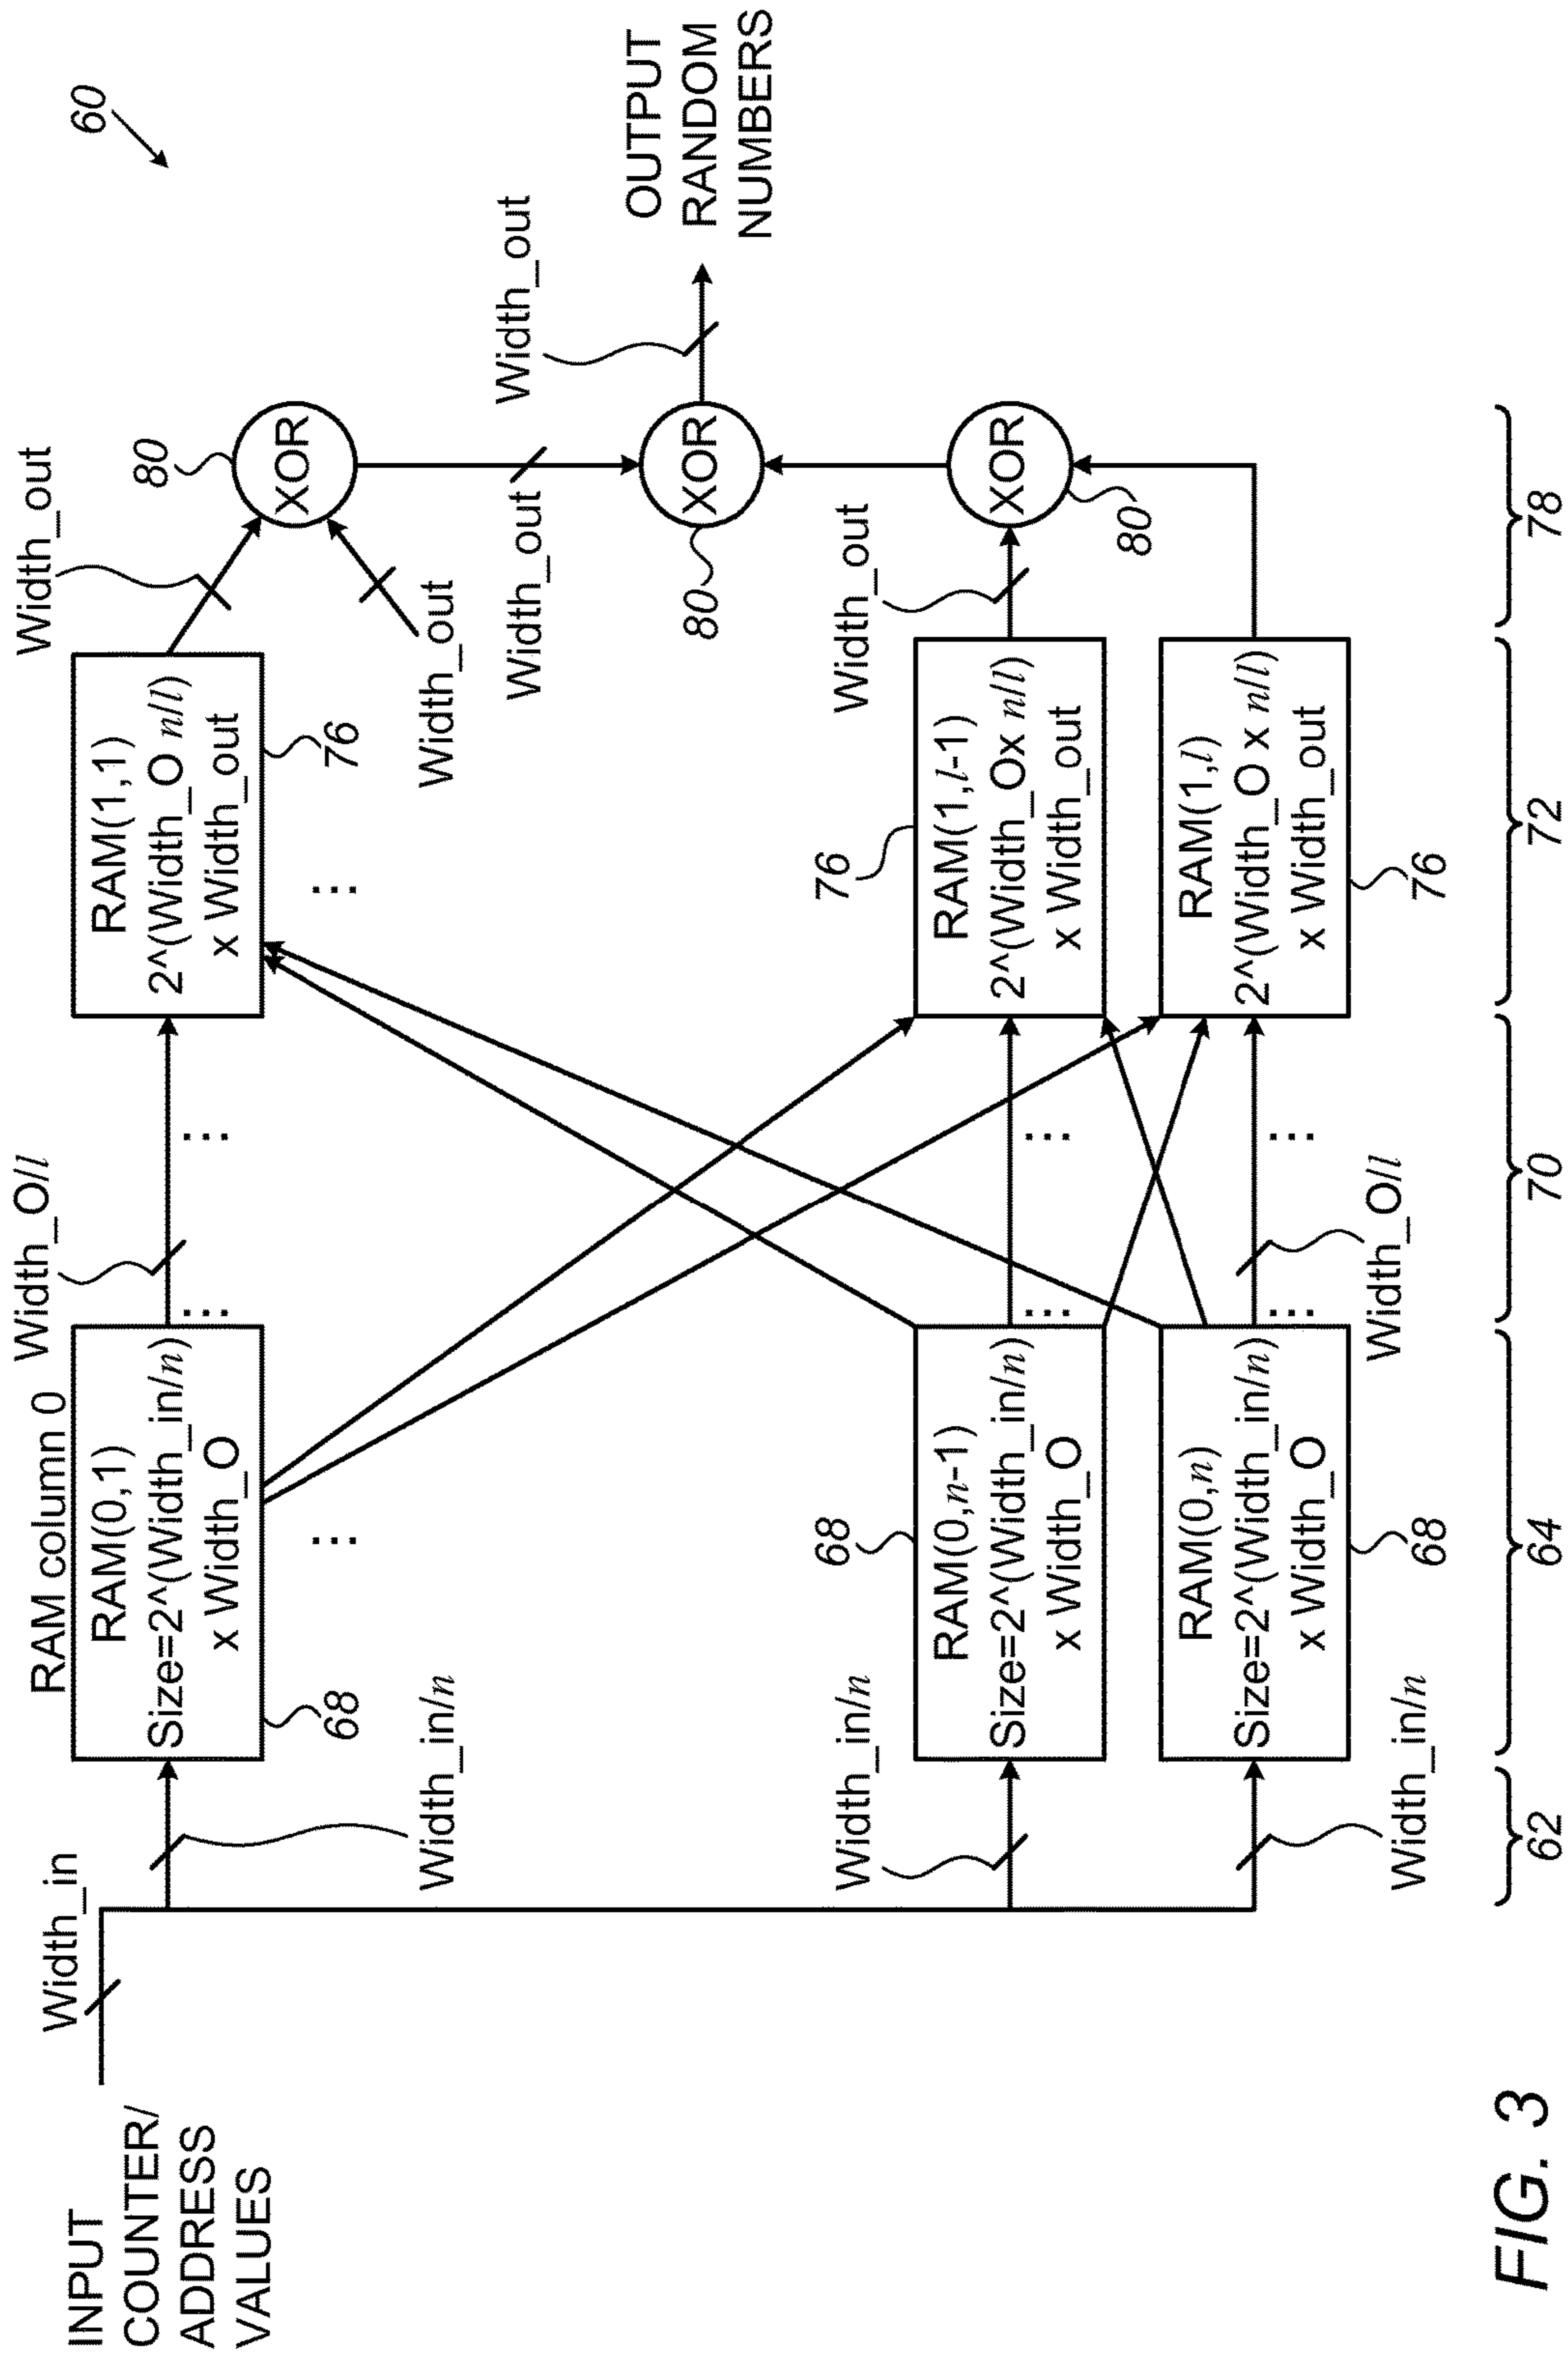 60
INPUT
COUNTER/
ADDRESS
VALUES
Width_in
Width_in/n
Width_in/n
Width_in/n
62
RAM column 0
RAM(0,1)
Size=2^(Width_in/n)
x Width_O
68
...
RAM(0,n-1)
Size=2^(Width_in/n)
x Width_O
68
RAM(0,n)
Size=2^(Width_in/n)
x Width_O
68
64
Width_O/l
...
...
...
...
...
...
Width_O/l
70
RAM(1,1)
2^(Width_O n/l)
x Width_out
76
...
RAM(1,l-1)
2^(Width_Ox n/l)
x Width_out
76
RAM(1,l)
2^(Width_O x n/l)
x Width_out
76
72
Width_out
Width_out
XOR
80
Width_out
XOR
80
Width_out
XOR
80
78
Width_out
OUTPUT
RANDOM
NUMBERS
FIG. 3